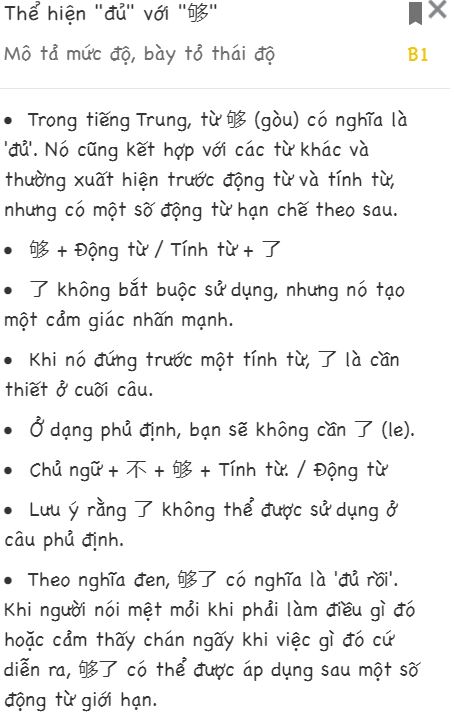 Thể hiện "đủ" với "够"
Mô tả mức độ, bày tỏ thái độ
B1
• Trong tiếng Trung, từ 够 (gòu) có nghĩa là
'đủ'. Nó cũng kết hợp với các từ khác và
thường xuất hiện trước động từ và tính từ,
nhưng có một số động từ hạn chế theo sau.
• 够 + Động từ / Tính từ + 了
• 了 không bắt buộc sử dụng, nhưng nó tạo
một cảm giác nhấn mạnh.
• Khi nó đứng trước một tính từ, 了 là cần
thiết ở cuối câu.
• Ở dạng phủ định, bạn sẽ không cần 了 (le).
• Chủ ngữ + 不 + 够 + Tính từ. / Động từ
• Lưu ý rằng 了 không thể được sử dụng ở
câu phủ định.
• Theo nghĩa đen, 够了 có nghĩa là 'đủ rồi'.
Khi người nói mệt mỏi khi phải làm điều gì đó
hoặc cảm thấy chán ngấy khi việc gì đó cứ
diễn ra, 够了 có thể được áp dụng sau một số
động từ giới hạn.